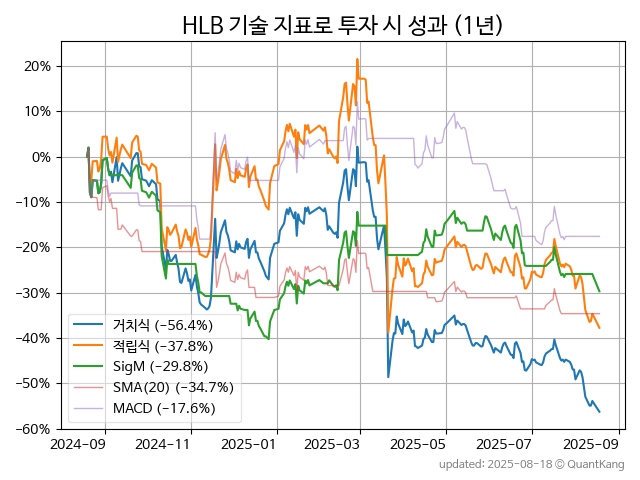 HLB 기술 지표로 투자 시 성과 (1년)
20%
10%
0%
−10%
−20%
−30%
−40%
−50%
−60%
거치식 (−56.4%)
적립식 (−37.8%)
SigM (−29.8%)
SMA(20) (−34.7%)
MACD (−17.6%)
2024-09 2024-11 2025-01 2025-03 2025-05 2025-07 2025-09
updated: 2025-08-18 © QuantKang